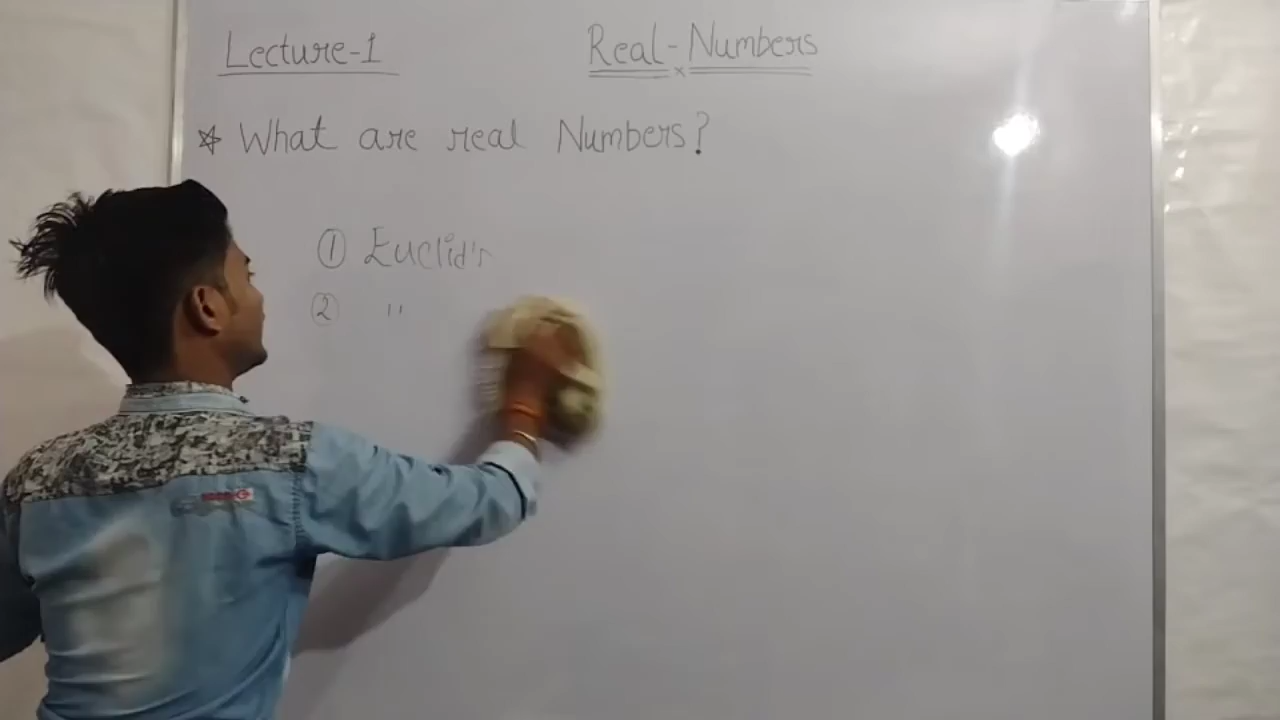 Lecture-1
Real-Numbers
☆ What are real Numbers?
① Euclid's
② "